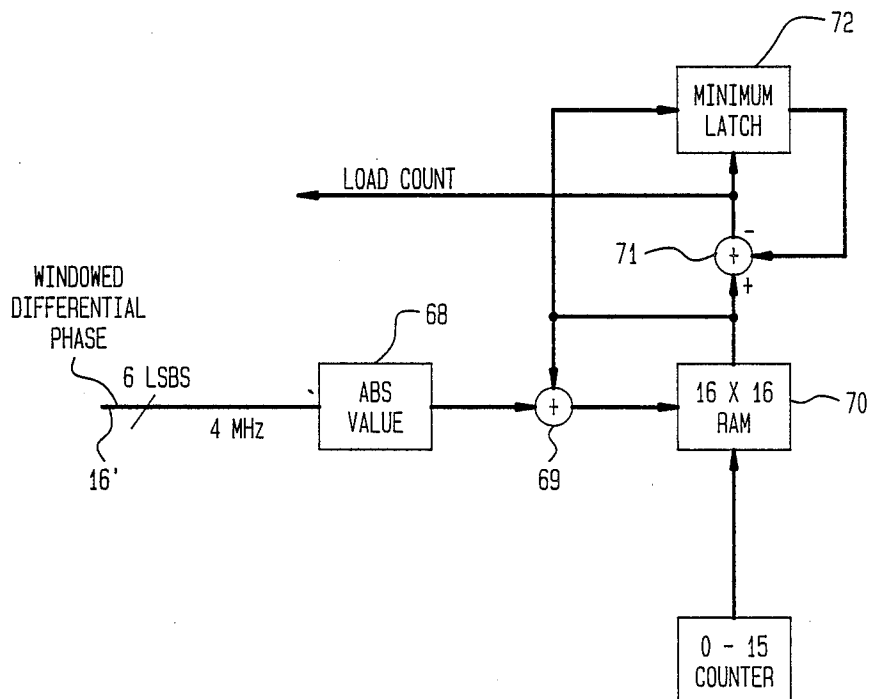 72
MINIMUM
LATCH
LOAD COUNT
-
71
+
+
WINDOWED
DIFFERENTIAL
PHASE
68
6 LSBS
ABS
VALUE
+
16 X 16
RAM
70
4 MHz
16'
69
0 - 15
COUNTER